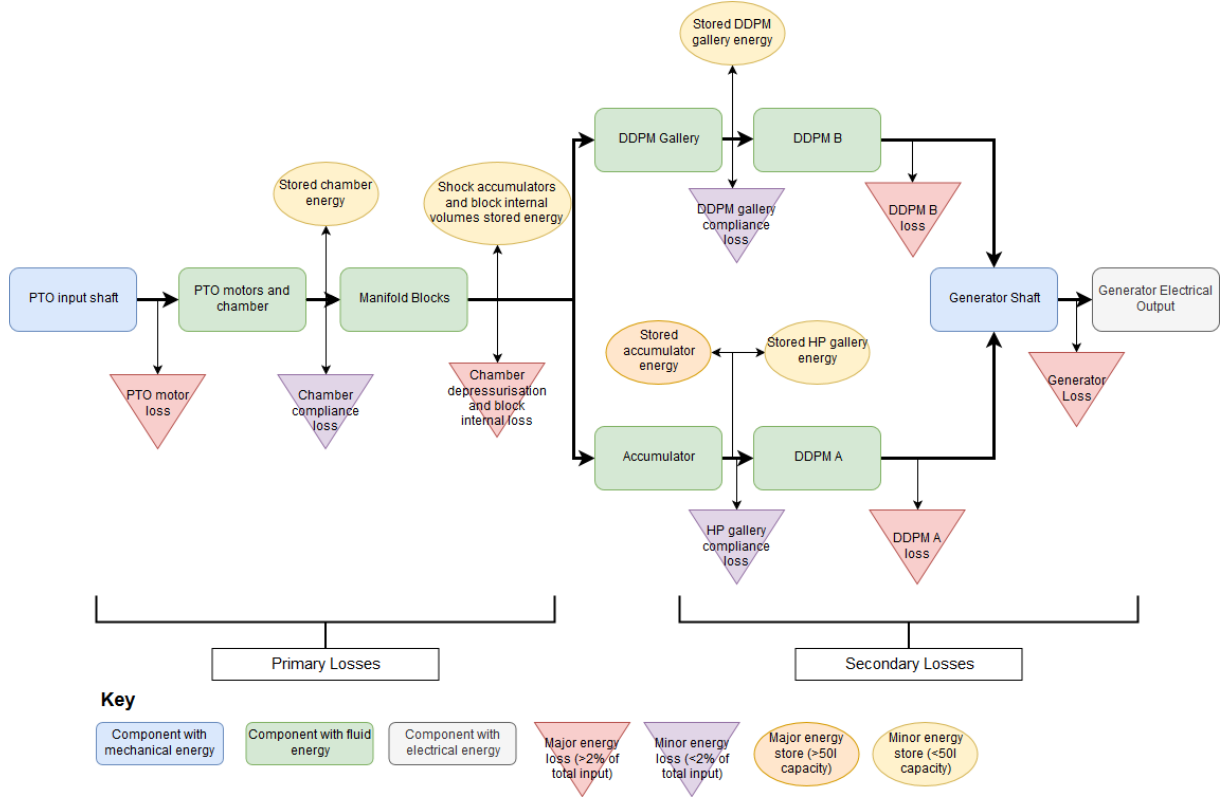 Stored DDPM
gallery energy
DDPM Gallery
DDPM B
Stored chamber
energy
Shock accumulators
and block internal
volumes stored energy
DDPM gallery
compliance
loss
DDPM B
loss
PTO input shaft
PTO motors and
chamber
Manifold Blocks
Generator Shaft
Generator Electrical
Output
Stored
accumulator
energy
Stored HP gallery
energy
PTO motor
loss
Chamber
compliance
loss
Chamber
depressurisation
and block
internal loss
Generator
Loss
Accumulator
DDPM A
HP gallery
compliance
loss
DDPM A
loss
Primary Losses
Secondary Losses
Key
Component with
mechanical energy
Component with fluid
energy
Component with
electrical energy
Major energy
loss (>2% of
total input)
Minor energy
loss (<2% of
total input)
Major energy
store (>50l
capacity)
Minor energy
store (<50l
capacity)